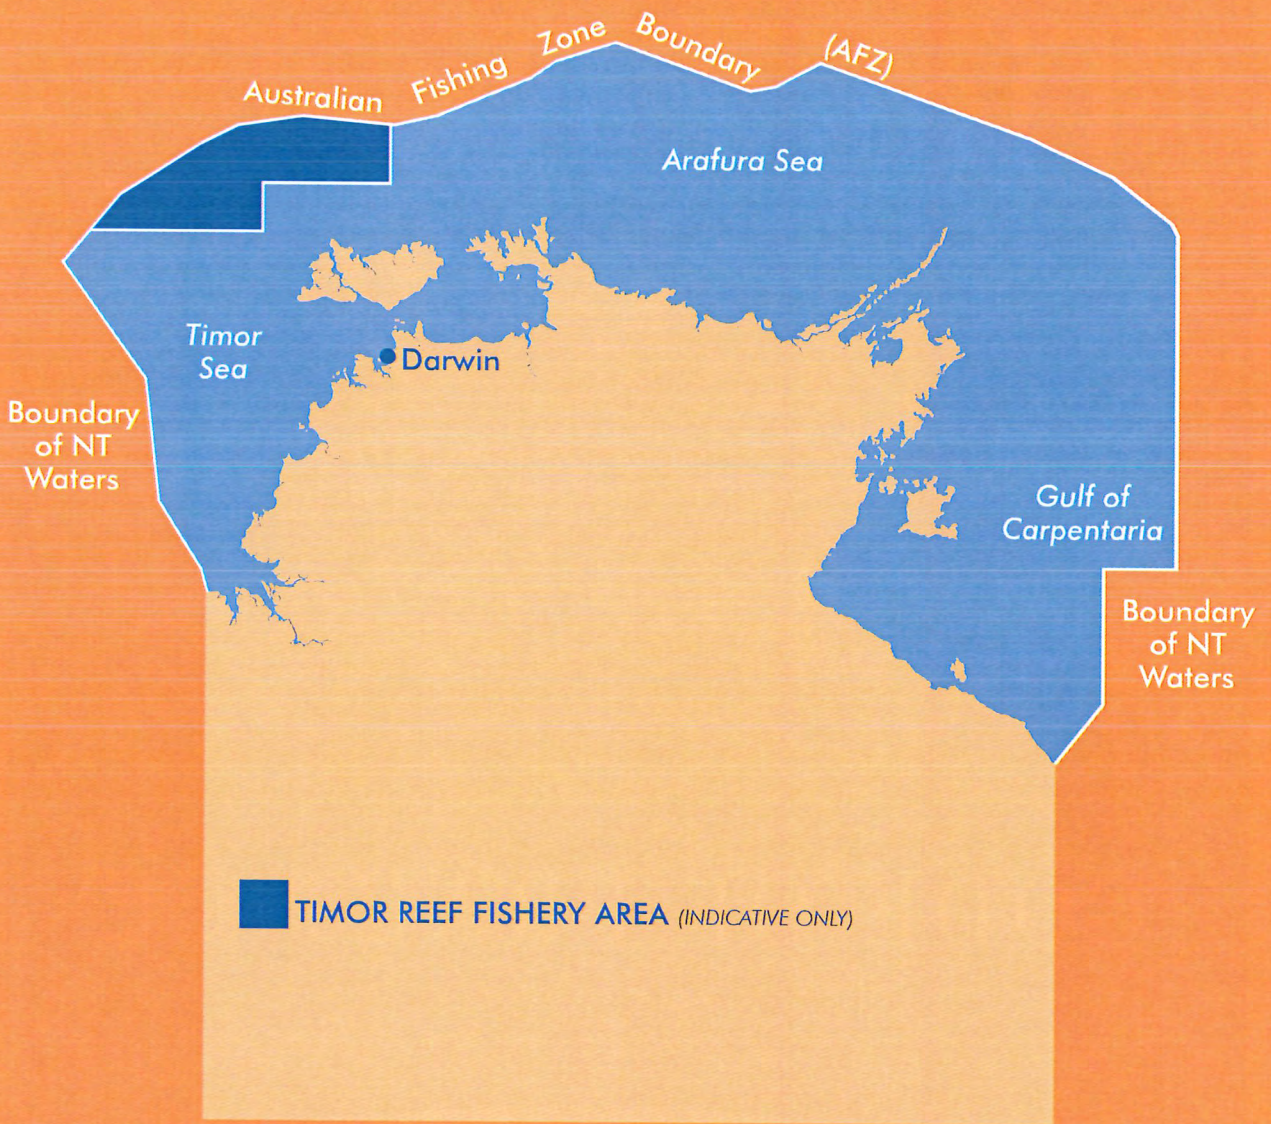 Australian Fishing Zone Boundary (AFZ)
Arafura Sea
Timor
Sea
Darwin
Boundary
of NT
Waters
Gulf of
Carpentaria
Boundary
of NT
Waters
TIMOR REEF FISHERY AREA (INDICATIVE ONLY)